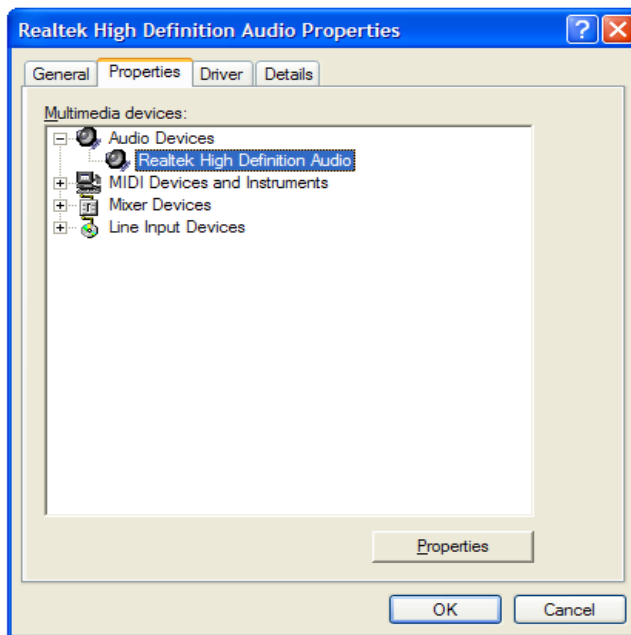 Realtek High Definition Audio Properties
General Properties Driver Details
Multimedia devices:
Audio Devices
Realtek High Definition Audio
MIDI Devices and Instruments
Mixer Devices
Line Input Devices
Properties
OK Cancel